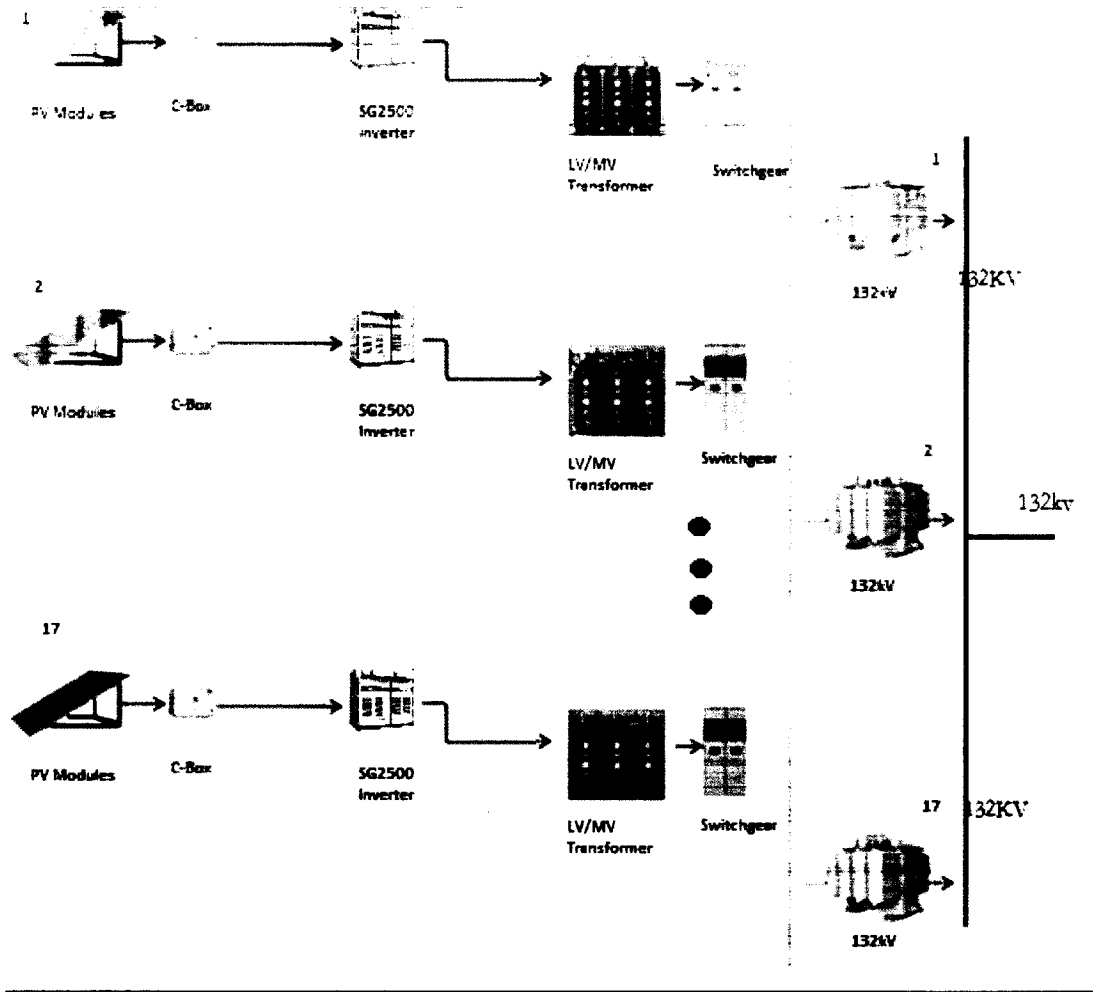 1
PV Modules
C-Box
SG2500
Inverter
LV/MV
Transformer
Switchgear
1
132kV
132KV
2
PV Modules
C-Box
SG2500
Inverter
LV/MV
Transformer
Switchgear
2
132kV
132kv
17
PV Modules
C-Box
SG2500
Inverter
LV/MV
Transformer
Switchgear
17
132KV
132kV